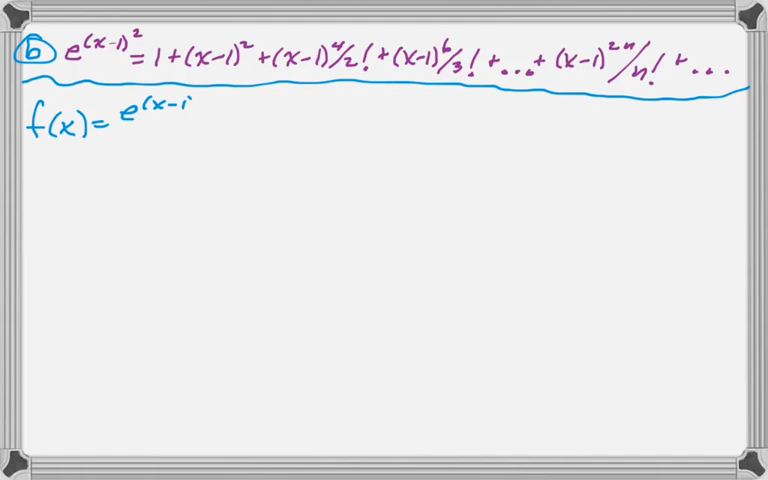 b e^(x-1)^2 = 1 + (x-1)^2 + (x-1)^4/2! + (x-1)^6/3! + ... + (x-1)^2n/n! + ...
f(x) = e^(x-1